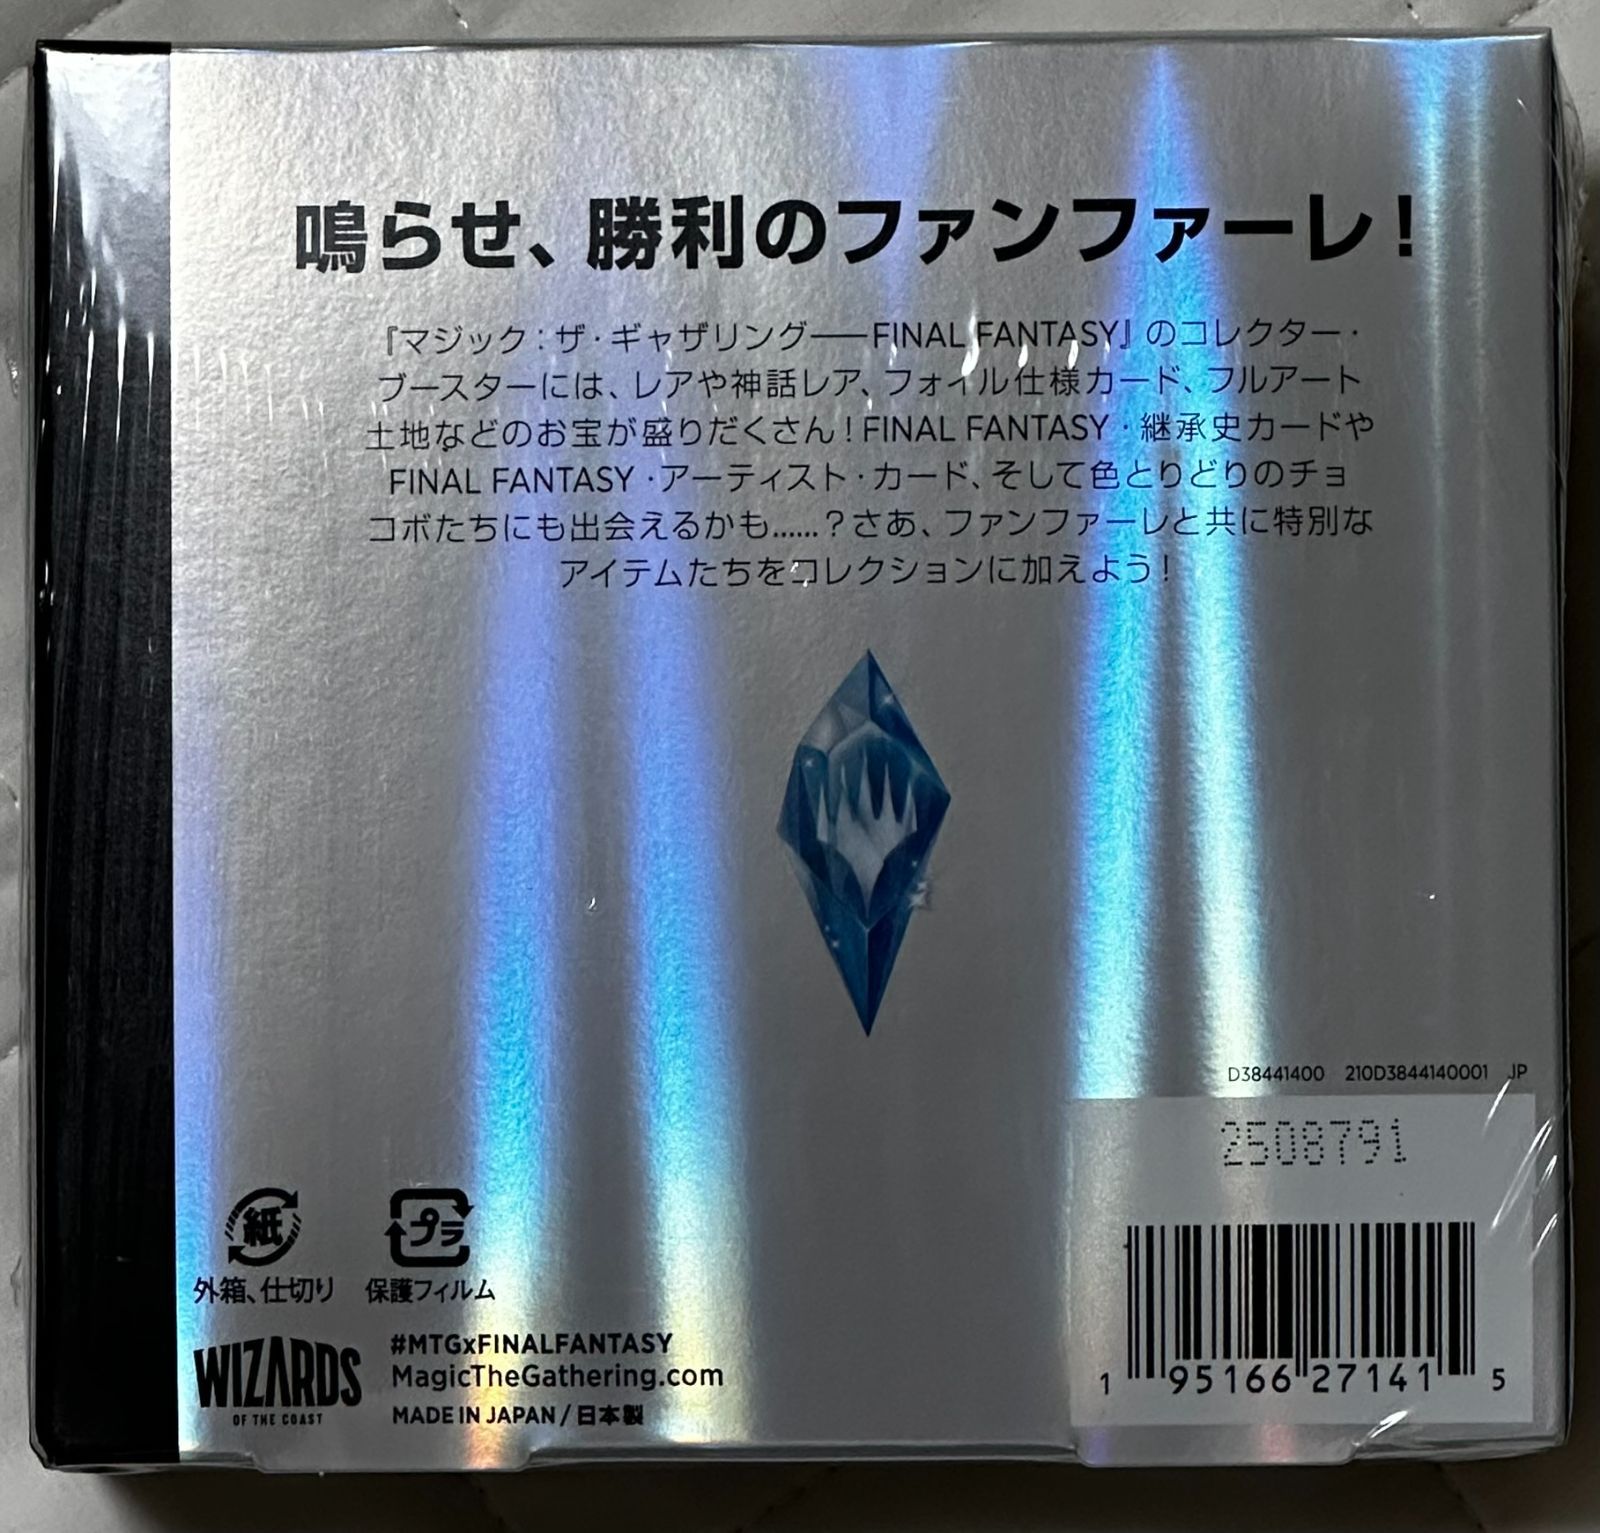 鳴らせ、勝利のファンファーレ！
『マジック：ザ・ギャザリング──FINAL FANTASY』のコレクター・
ブースターには、レアや神話レア、フォイル仕様カード、フルアート
土地などのお宝が盛りだくさん！FINAL FANTASY・継承史カードや
FINAL FANTASY・アーティスト・カード、そして色とりどりのチョ
コボたちにも出会えるかも……？さあ、ファンファーレと共に特別な
アイテムたちをコレクションに加えよう！
D38441400 210D3844140001 JP
2508791
紙
外箱、仕切り
プラ
保護フィルム
WIZARDS
OF THE COAST
#MTGxFINALFANTASY
MagicTheGathering.com
MADE IN JAPAN / 日本製
1 95166 27141 5